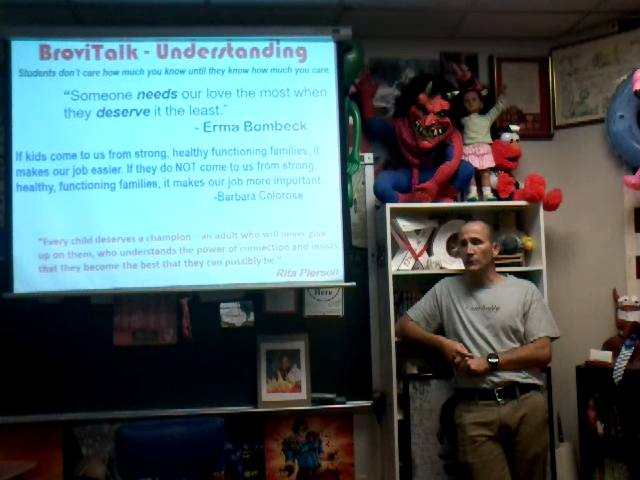 BroviTalk - Understanding
Students don't care how much you know until they know how much you care.
"Someone needs our love the most when
they deserve it the least."
- Erma Bombeck
If kids come to us from strong, healthy functioning families, it
makes our job easier. If they do NOT come to us from strong,
healthy, functioning families, it makes our job more important.
-Barbara Colorose
"Every child deserves a champion - an adult who will never give
up on them, who understands the power of connection and insists
that they become the best that they can possibly be."
Rita Pierson
Here